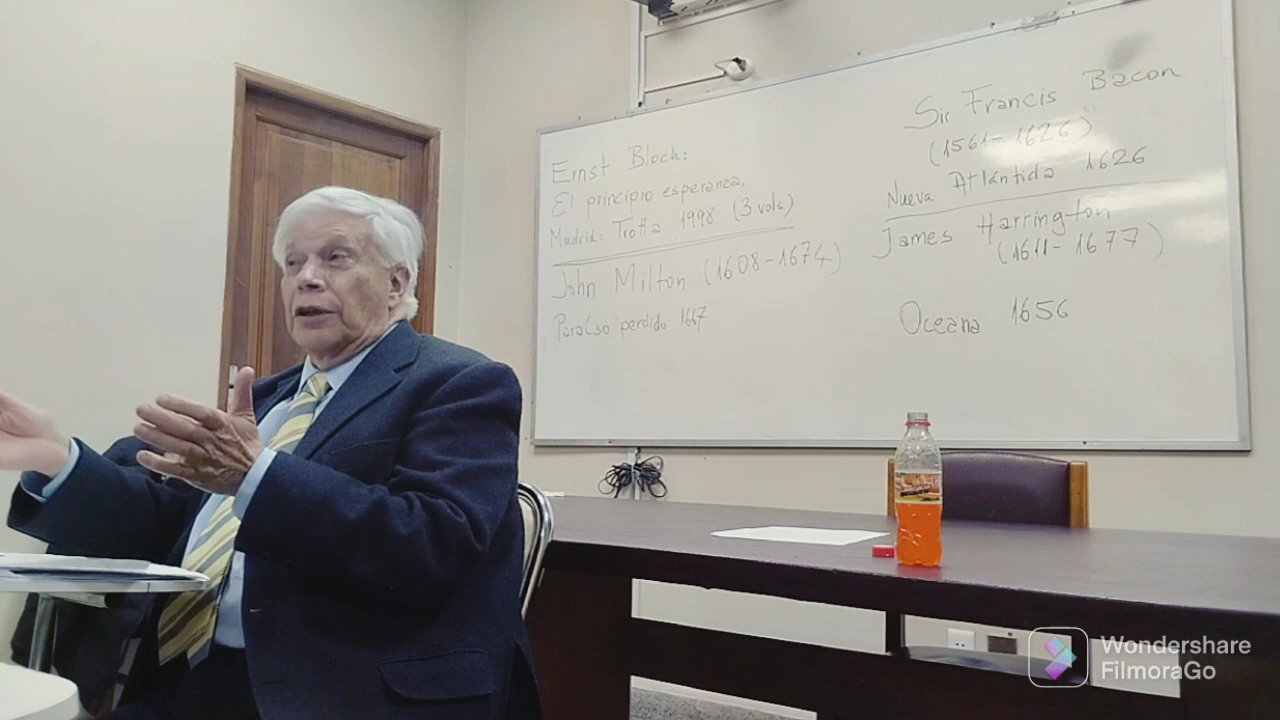 Ernst Bloch:
El principio esperanza,
Madrid: Trotta 1998 (3 vols)
John Milton (1608-1674)
Paraíso perdido 1667
Sir Francis Bacon
(1561-1626)
Nueva Atlántida 1626
James Harrington
(1611-1677)
Oceana 1656
Wondershare
FilmoraGo